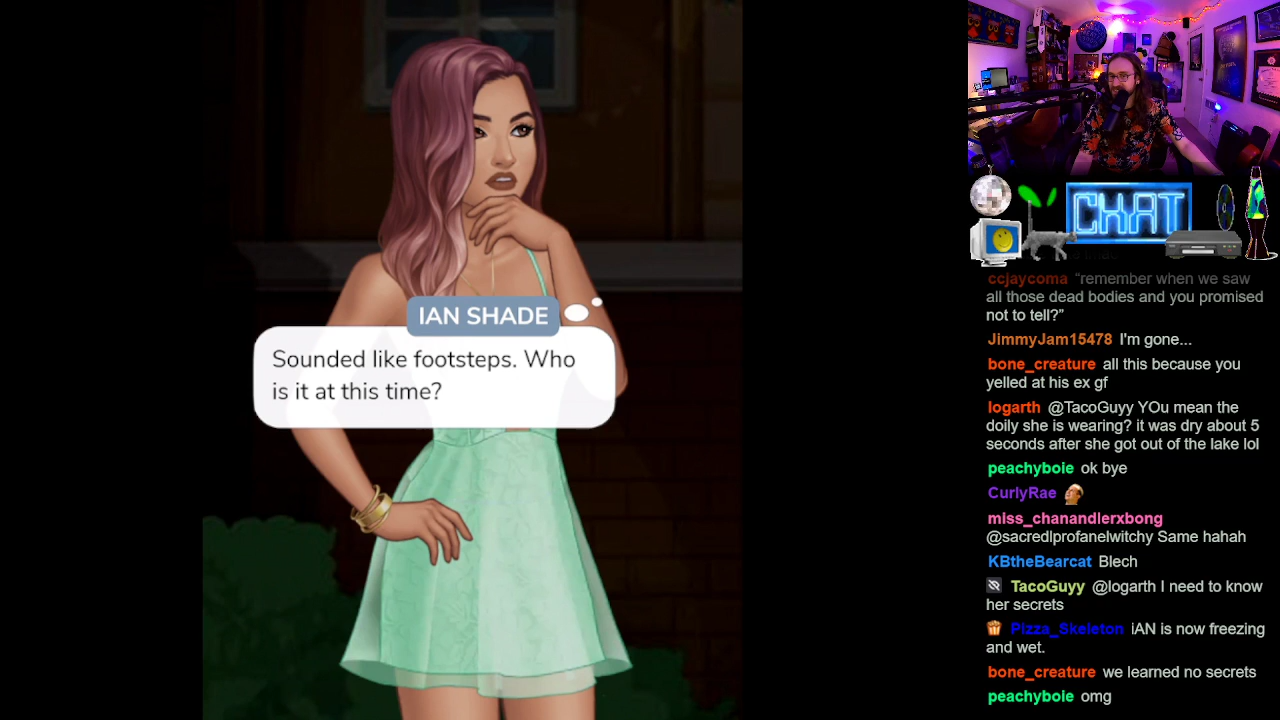 IAN SHADE
Sounded like footsteps. Who
is it at this time?
CHAT
ccjaycoma "remember when we saw
all those dead bodies and you promised
not to tell?"
JimmyJam15478 I'm gone...
bone_creature all this because you
yelled at his ex gf
logarth @TacoGuyy YOu mean the
doily she is wearing? it was dry about 5
seconds after she got out of the lake lol
peachyboie ok bye
CurlyRae
miss_chanandlerxbong
@sacredlprofanelwitchy Same hahah
KBtheBearcat Blech
TacoGuyy @logarth I need to know
her secrets
Pizza_Skeleton iAN is now freezing
and wet.
bone_creature we learned no secrets
peachyboie omg